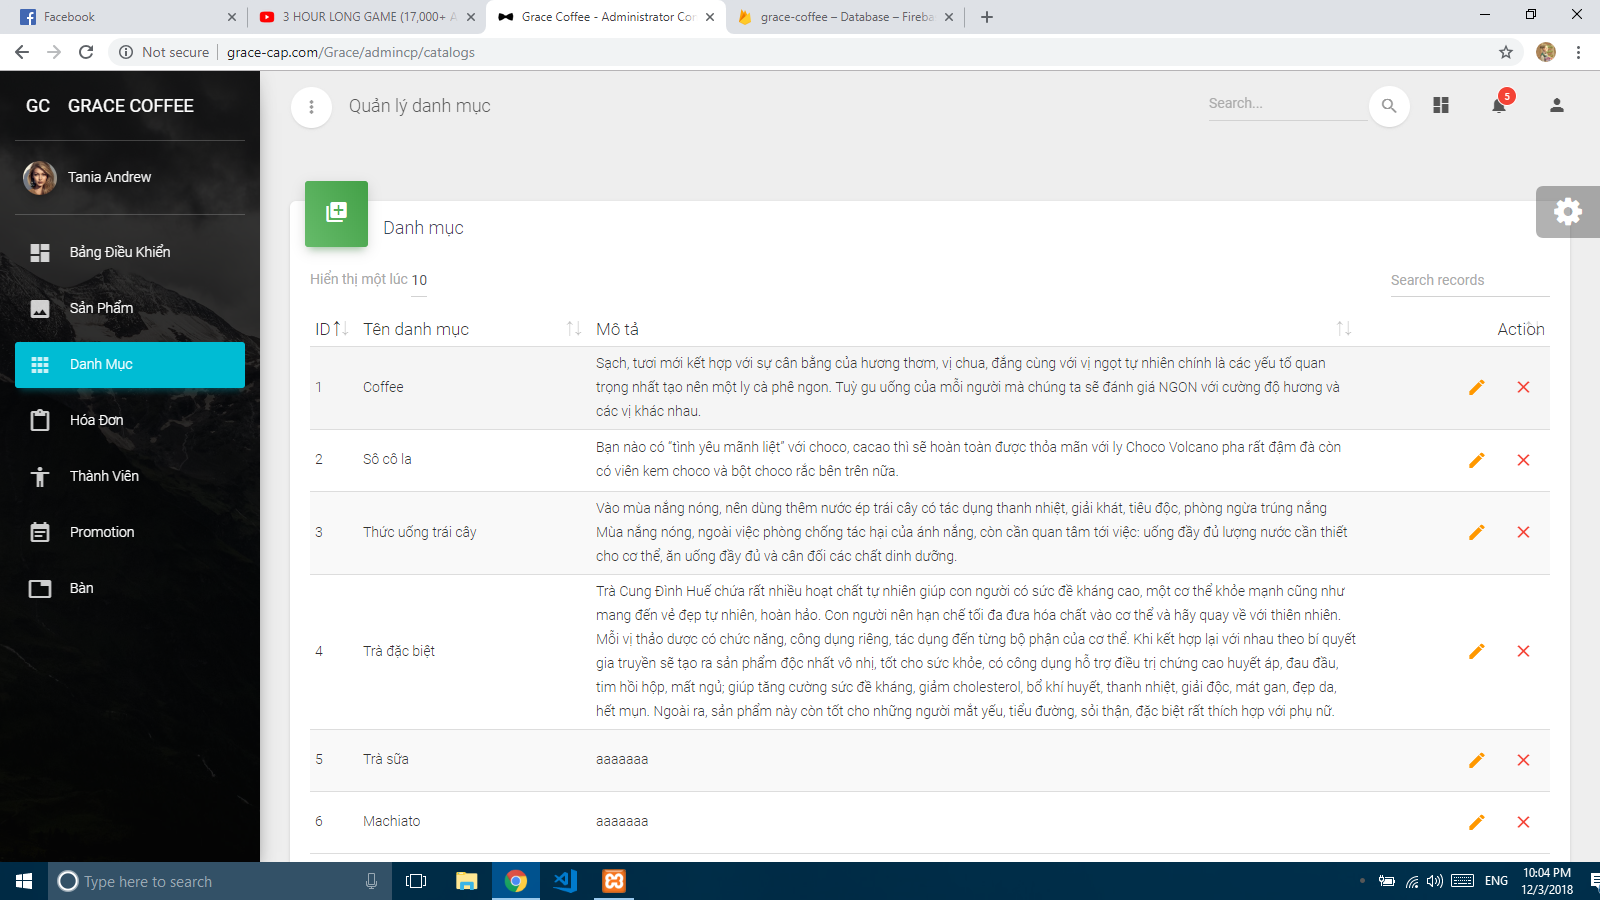 Facebook
3 HOUR LONG GAME (17,000+
Grace Coffee - Administrator Co
grace-coffee – Database – Fireba
Not secure
grace-cap.com/Grace/admincp/catalogs
GC GRACE COFFEE
Quản lý danh mục
Search...
5
Tania Andrew
Bảng Điều Khiển
Sản Phẩm
Danh Mục
Hóa Đơn
Thành Viên
Promotion
Bàn
Danh mục
Hiển thị một lúc 10
Search records
ID Tên danh mục Mô tả Action
1 Coffee
Sạch, tươi mới kết hợp với sự cân bằng của hương thơm, vị chua, đắng cùng với vị ngọt tự nhiên chính là các yếu tố quan
trọng nhất tạo nên một ly cà phê ngon. Tuỳ gu uống của mỗi người mà chúng ta sẽ đánh giá NGON với cường độ hương và
các vị khác nhau.
2 Sô cô la
Bạn nào có “tình yêu mãnh liệt” với choco, cacao thì sẽ hoàn toàn được thỏa mãn với ly Choco Volcano pha rất đậm đà còn
có viên kem choco và bột choco rắc bên trên nữa.
3 Thức uống trái cây
Vào mùa nắng nóng, nên dùng thêm nước ép trái cây có tác dụng thanh nhiệt, giải khát, tiêu độc, phòng ngừa trúng nắng
Mùa nắng nóng, ngoài việc phòng chống tác hại của ánh nắng, còn cần quan tâm tới việc: uống đầy đủ lượng nước cần thiết
cho cơ thể, ăn uống đầy đủ và cân đối các chất dinh dưỡng.
4 Trà đặc biệt
Trà Cung Đình Huế chứa rất nhiều hoạt chất tự nhiên giúp con người có sức đề kháng cao, một cơ thể khỏe mạnh cũng như
mang đến vẻ đẹp tự nhiên, hoàn hảo. Con người nên hạn chế tối đa đưa hóa chất vào cơ thể và hãy quay về với thiên nhiên.
Mỗi vị thảo dược có chức năng, công dụng riêng, tác dụng đến từng bộ phận của cơ thể. Khi kết hợp lại với nhau theo bí quyết
gia truyền sẽ tạo ra sản phẩm độc nhất vô nhị, tốt cho sức khỏe, có công dụng hỗ trợ điều trị chứng cao huyết áp, đau đầu,
tim hồi hộp, mất ngủ; giúp tăng cường sức đề kháng, giảm cholesterol, bổ khí huyết, thanh nhiệt, giải độc, mát gan, đẹp da,
hết mụn. Ngoài ra, sản phẩm này còn tốt cho những người mắt yếu, tiểu đường, sỏi thận, đặc biệt rất thích hợp với phụ nữ.
5 Trà sữa aaaaaaa
6 Machiato aaaaaaa
Type here to search
ENG
10:04 PM
12/3/2018